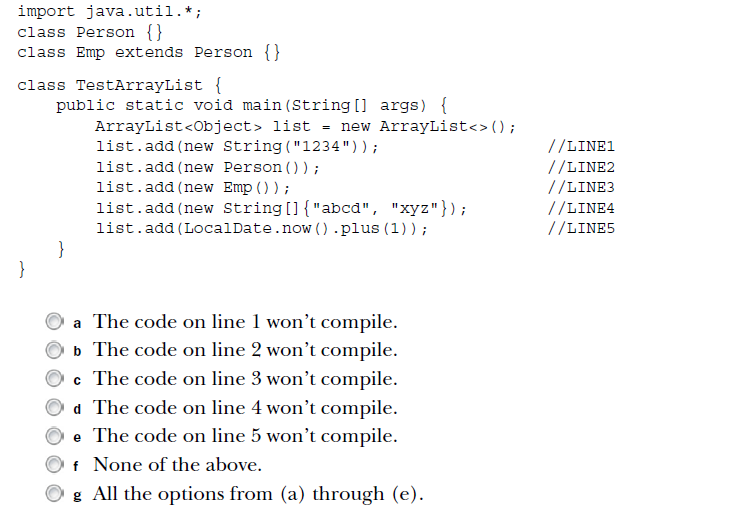 import java.util.*;
class Person {}
class Emp extends Person {}
class TestArrayList {
    public static void main(String[] args) {
        ArrayList<Object> list = new ArrayList<>();
        list.add(new String("1234"));                    //LINE1
        list.add(new Person());                          //LINE2
        list.add(new Emp());                             //LINE3
        list.add(new String[]{"abcd", "xyz"});           //LINE4
        list.add(LocalDate.now().plus(1));               //LINE5
    }
}
a The code on line 1 won't compile.
b The code on line 2 won't compile.
c The code on line 3 won't compile.
d The code on line 4 won't compile.
e The code on line 5 won't compile.
f None of the above.
g All the options from (a) through (e).